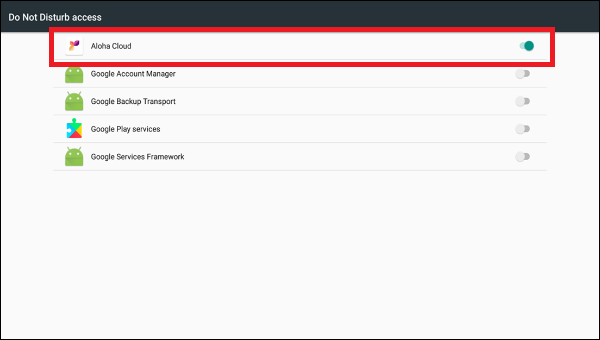 Do Not Disturb access
Aloha Cloud
Google Account Manager
Google Backup Transport
Google Play services
Google Services Framework